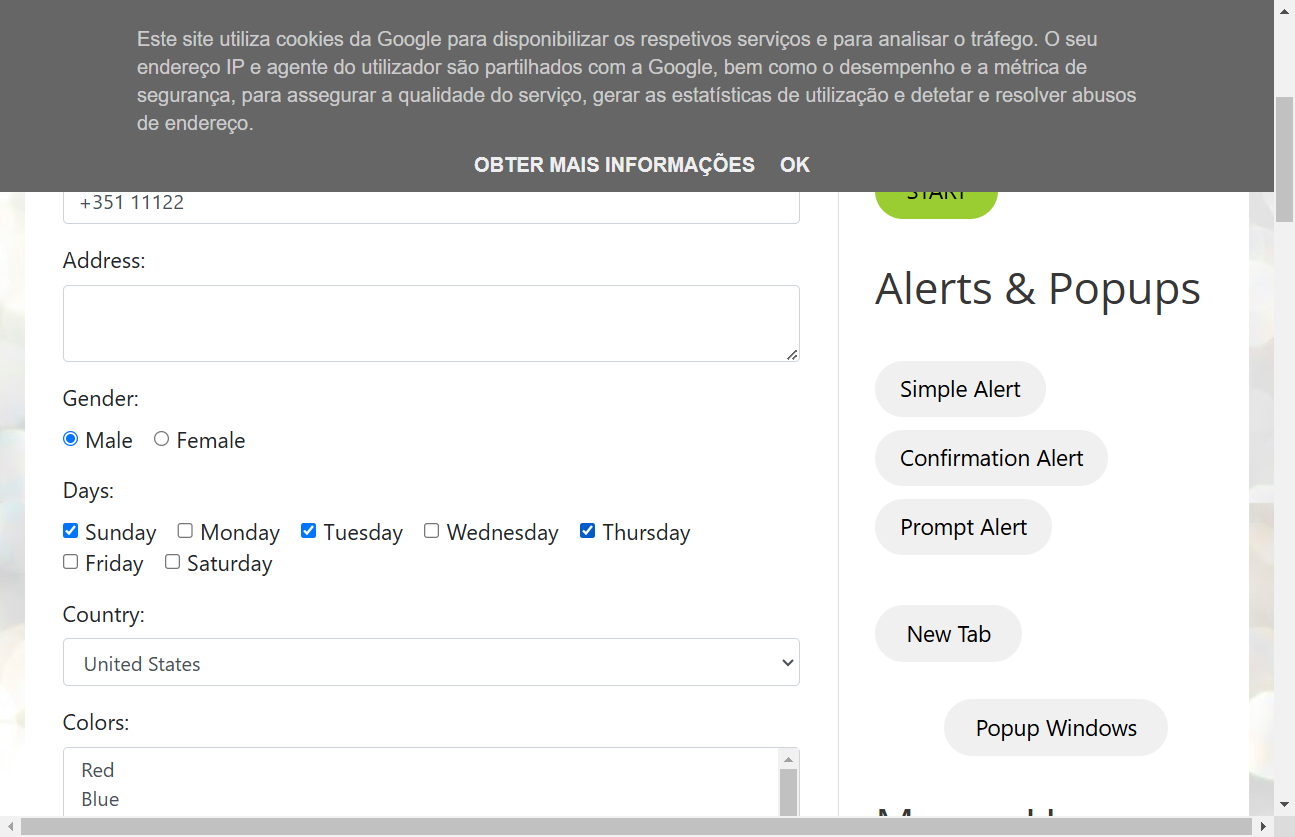 Este site utiliza cookies da Google para disponibilizar os respetivos serviços e para analisar o tráfego. O seu
endereço IP e agente do utilizador são partilhados com a Google, bem como o desempenho e a métrica de
segurança, para assegurar a qualidade do serviço, gerar as estatísticas de utilização e detetar e resolver abusos
de endereço.
OBTER MAIS INFORMAÇÕES OK
+351 11122
Address:
Gender:
Male Female
Days:
Sunday Monday Tuesday Wednesday Thursday
Friday Saturday
Country:
United States
Colors:
Red
Blue
START
Alerts & Popups
Simple Alert
Confirmation Alert
Prompt Alert
New Tab
Popup Windows